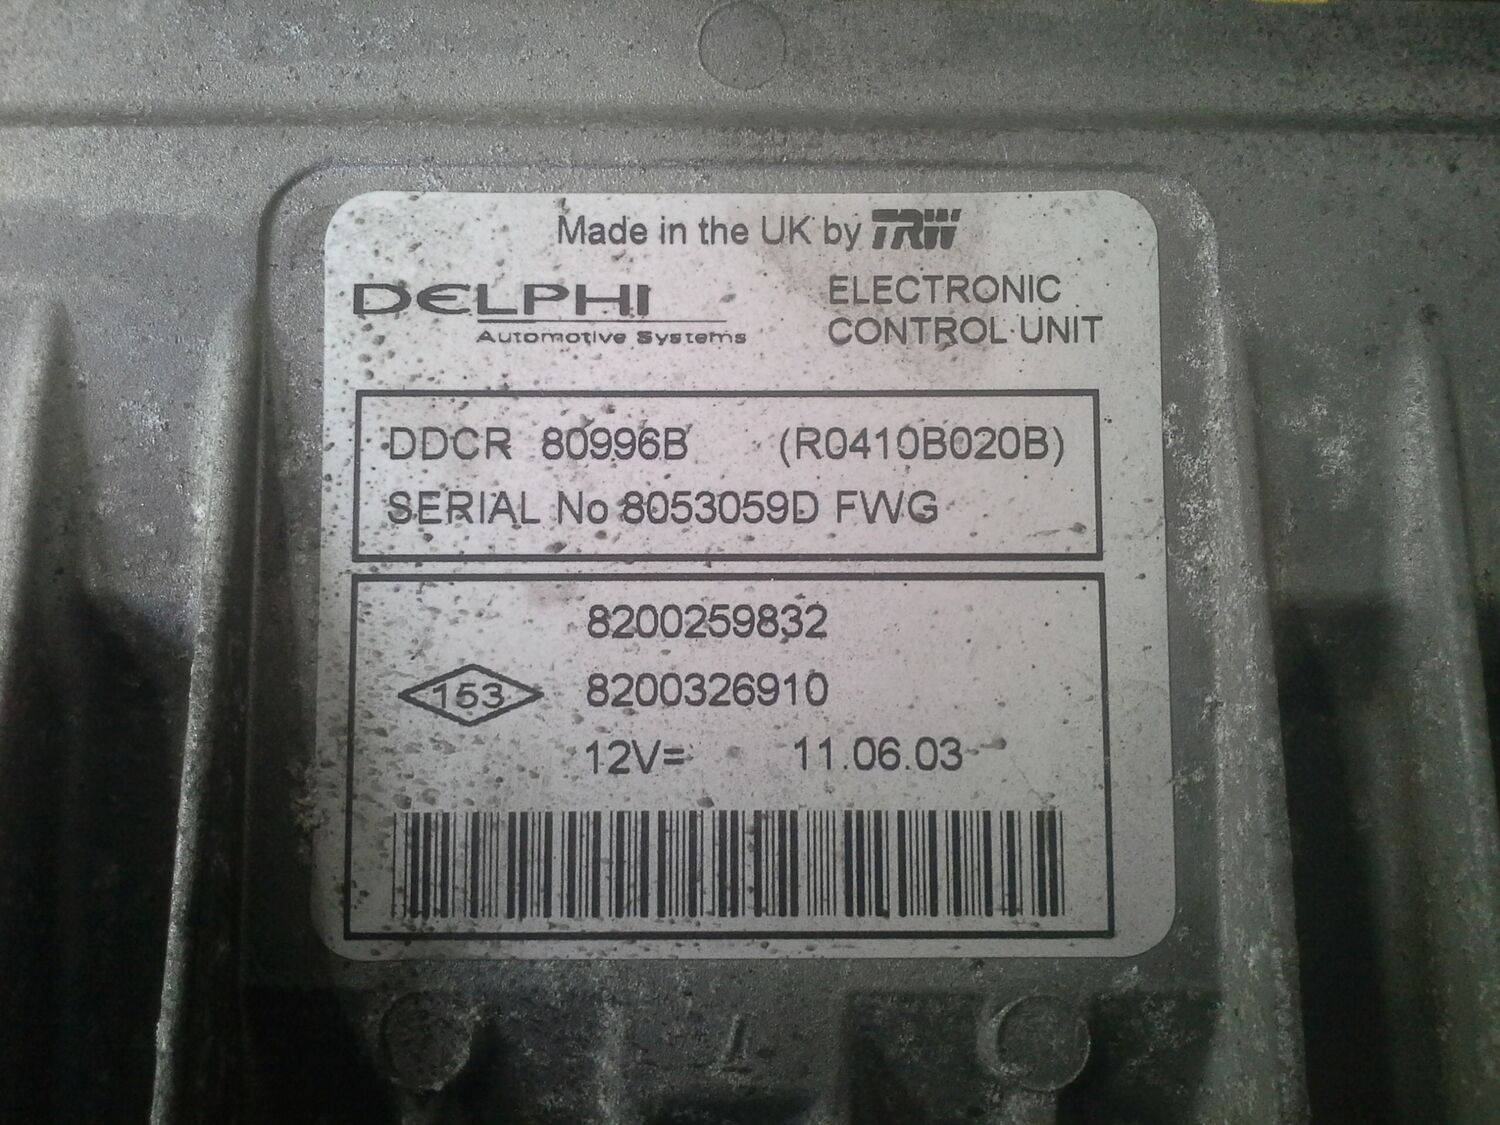 Made in the UK by TRW
DELPHI
Automotive Systems
ELECTRONIC
CONTROL UNIT
DDCR 80996B (R0410B020B)
SERIAL No 8053059D FWG
8200259832
153 8200326910
12V= 11.06.03